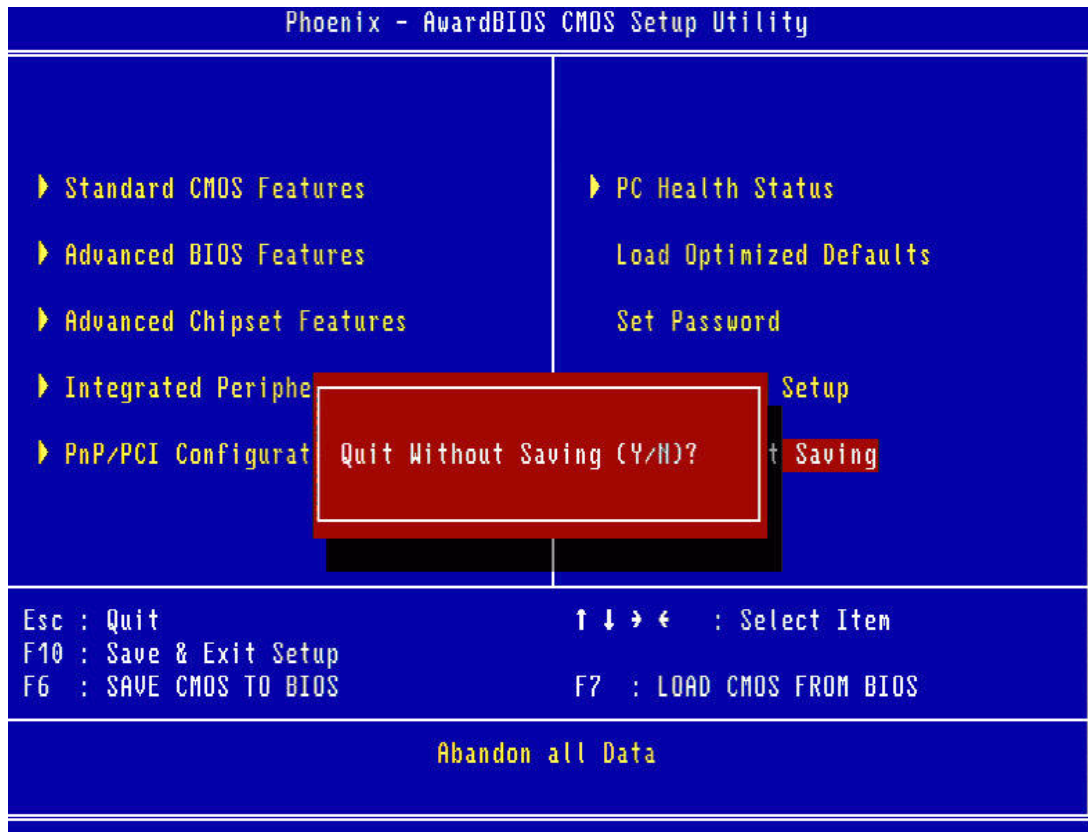 Phoenix - AwardBIOS CMOS Setup Utility
Standard CMOS Features
Advanced BIOS Features
Advanced Chipset Features
Integrated Periphe
PnP/PCI Configurat
PC Health Status
Load Optimized Defaults
Set Password
Setup
t Saving
Quit Without Saving (Y/N)?
Esc : Quit
F10 : Save & Exit Setup
F6 : SAVE CMOS TO BIOS
↑ ↓ → ← : Select Item
F7 : LOAD CMOS FROM BIOS
Abandon all Data